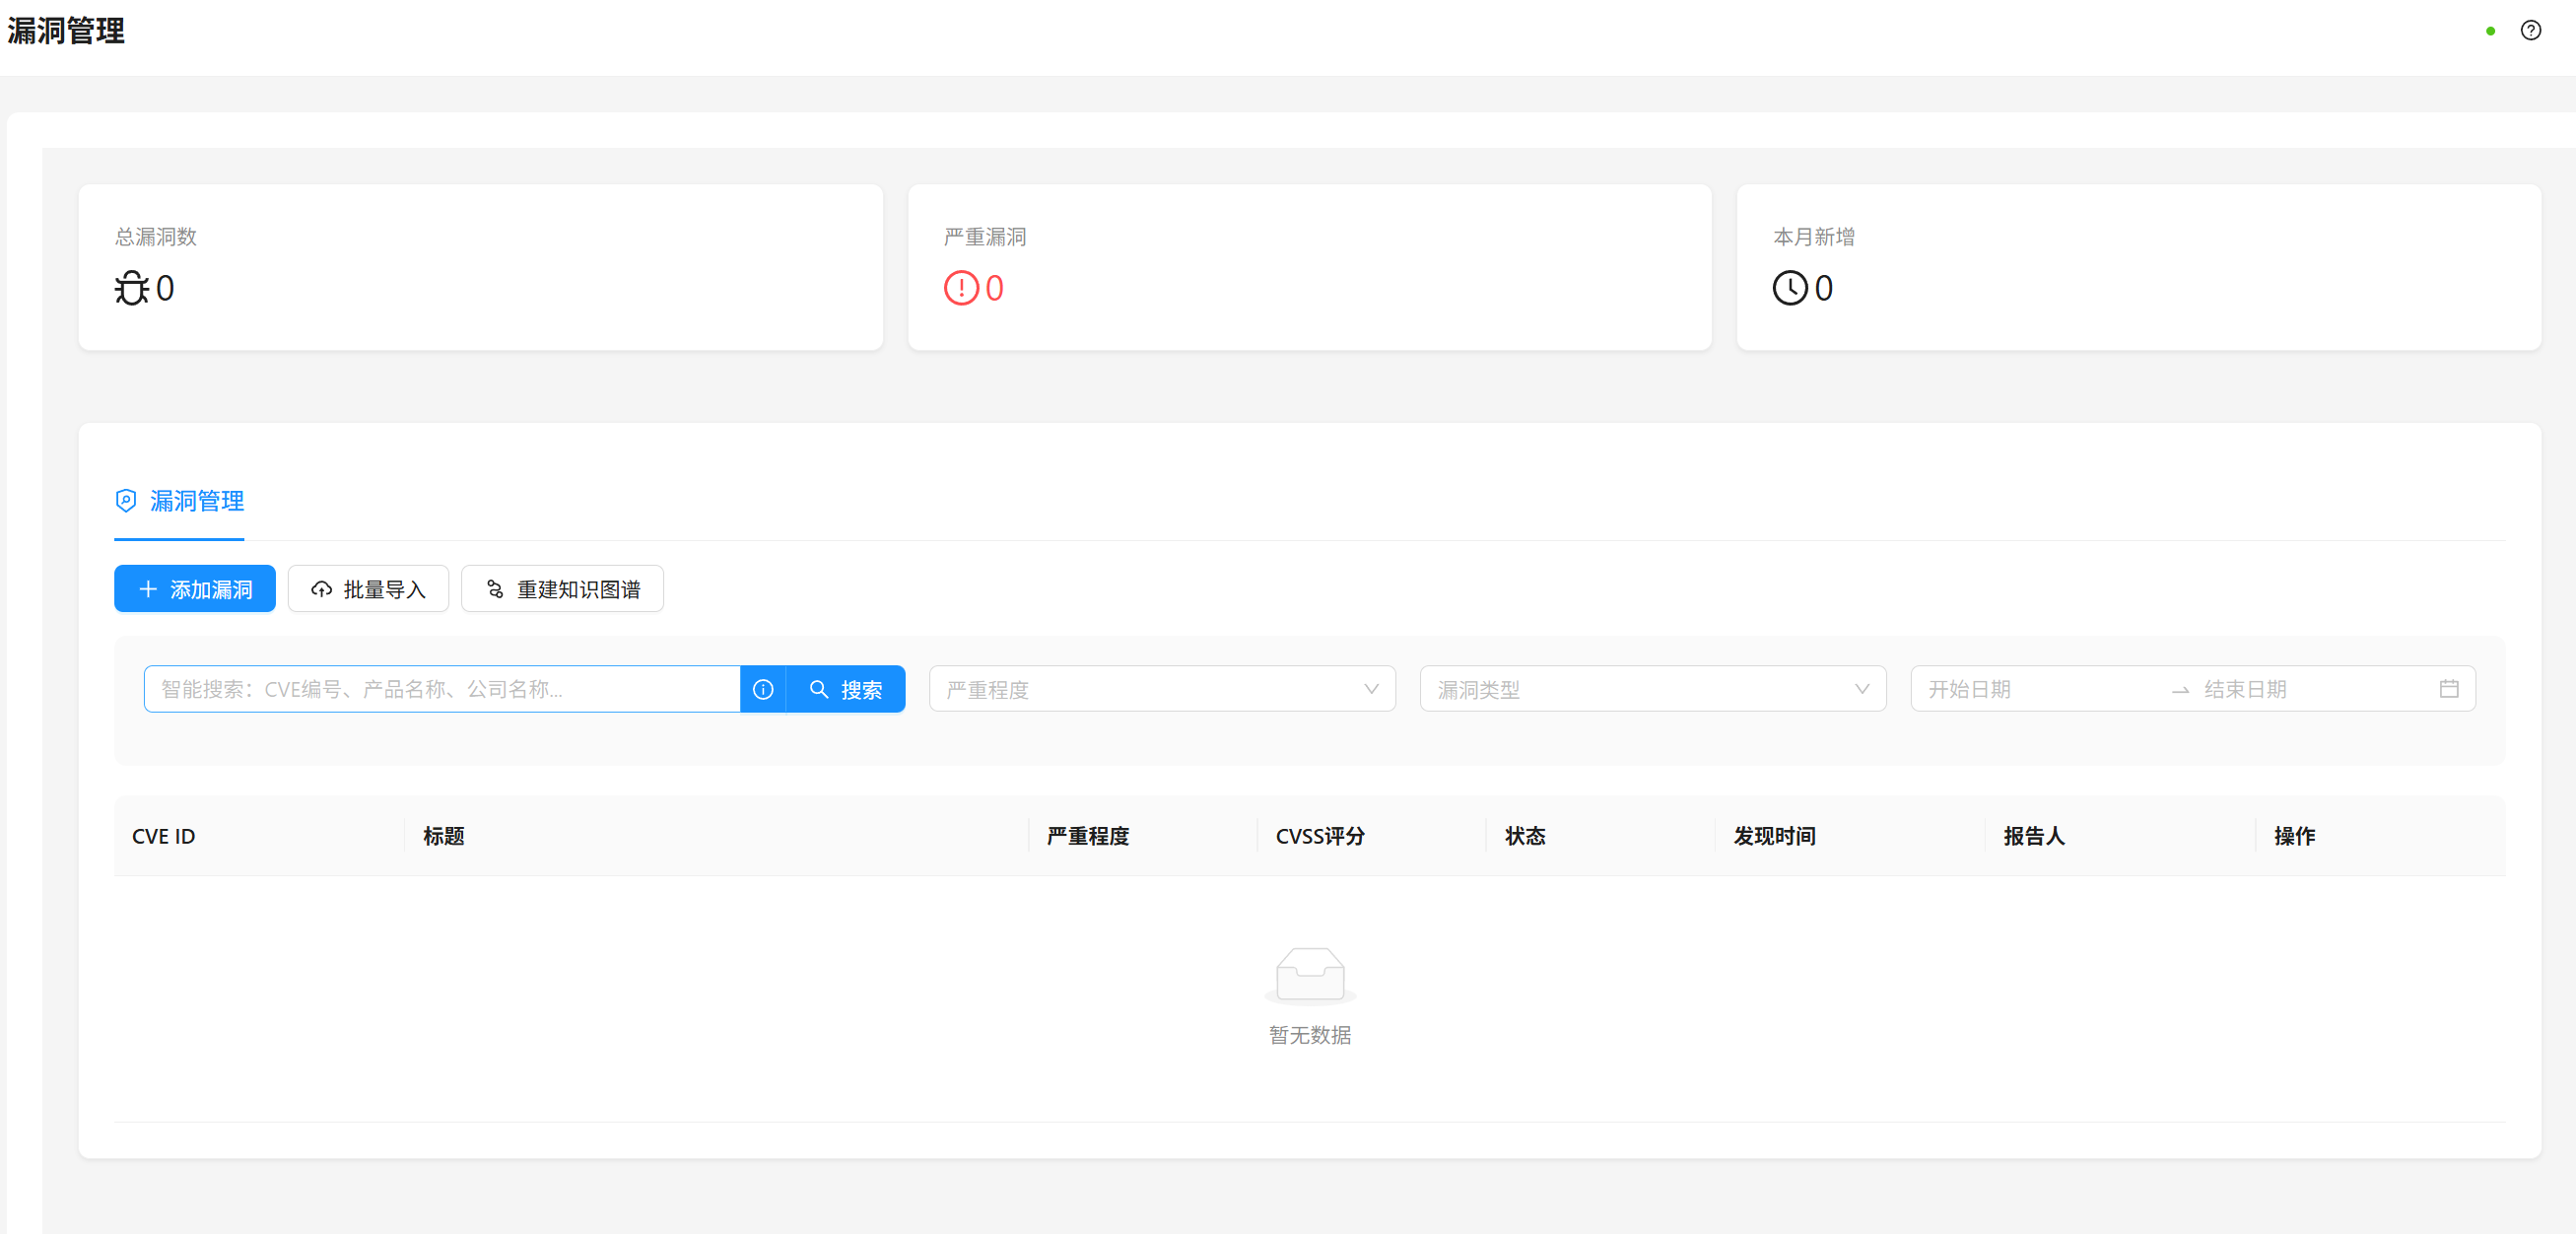 漏洞管理
总漏洞数
0
严重漏洞
0
本月新增
0
漏洞管理
添加漏洞 批量导入 重建知识图谱
智能搜索：CVE编号、产品名称、公司名称... 搜索 严重程度 漏洞类型 开始日期 结束日期
CVE ID 标题 严重程度 CVSS评分 状态 发现时间 报告人 操作
暂无数据